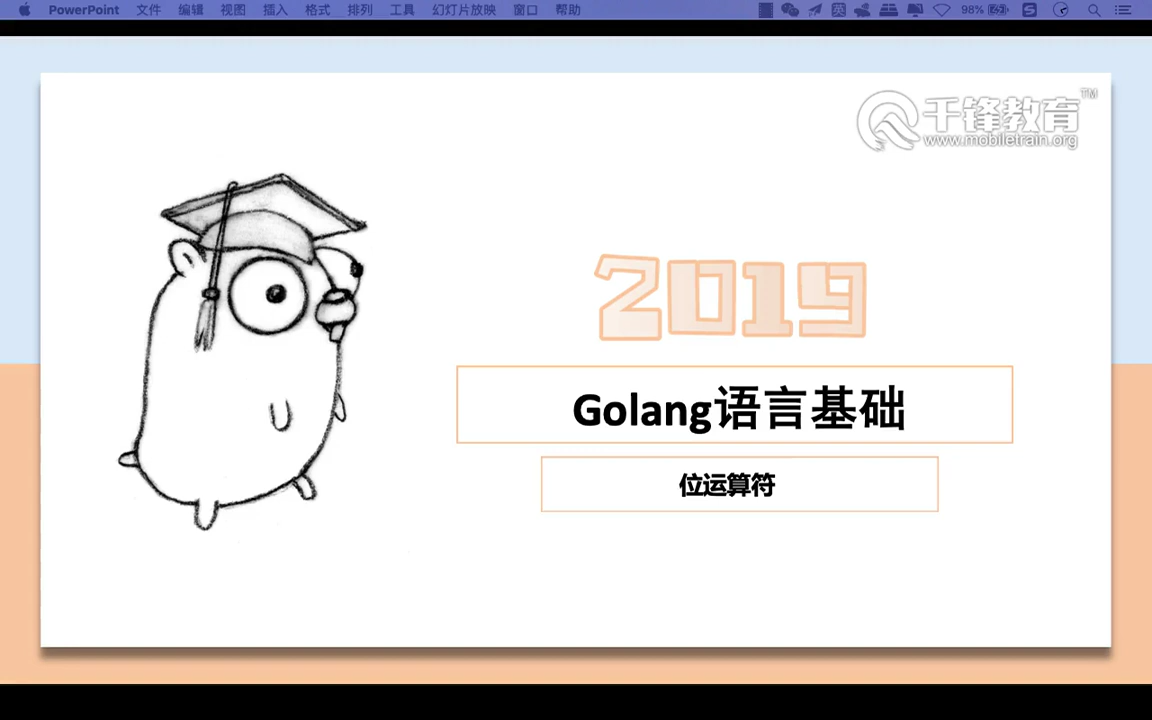 PowerPoint 文件 编辑 视图 插入 格式 排列 工具 幻灯片放映 窗口 帮助 英 98%
千锋教育 TM
www.mobiletrain.org
2019
Golang语言基础
位运算符